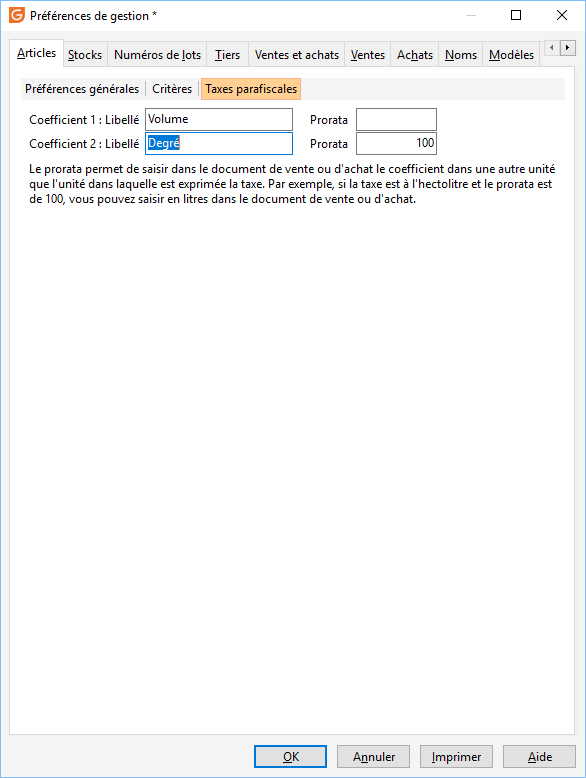 Préférences de gestion *
Articles Stocks Numéros de lots Tiers Ventes et achats Ventes Achats Noms Modèles
Préférences générales Critères Taxes parafiscales
Coefficient 1 : Libellé Volume Prorata
Coefficient 2 : Libellé Degré Prorata 100
Le prorata permet de saisir dans le document de vente ou d'achat le coefficient dans une autre unité
que l'unité dans laquelle est exprimée la taxe. Par exemple, si la taxe est à l'hectolitre et le prorata est
de 100, vous pouvez saisir en litres dans le document de vente ou d'achat.
OK Annuler Imprimer Aide